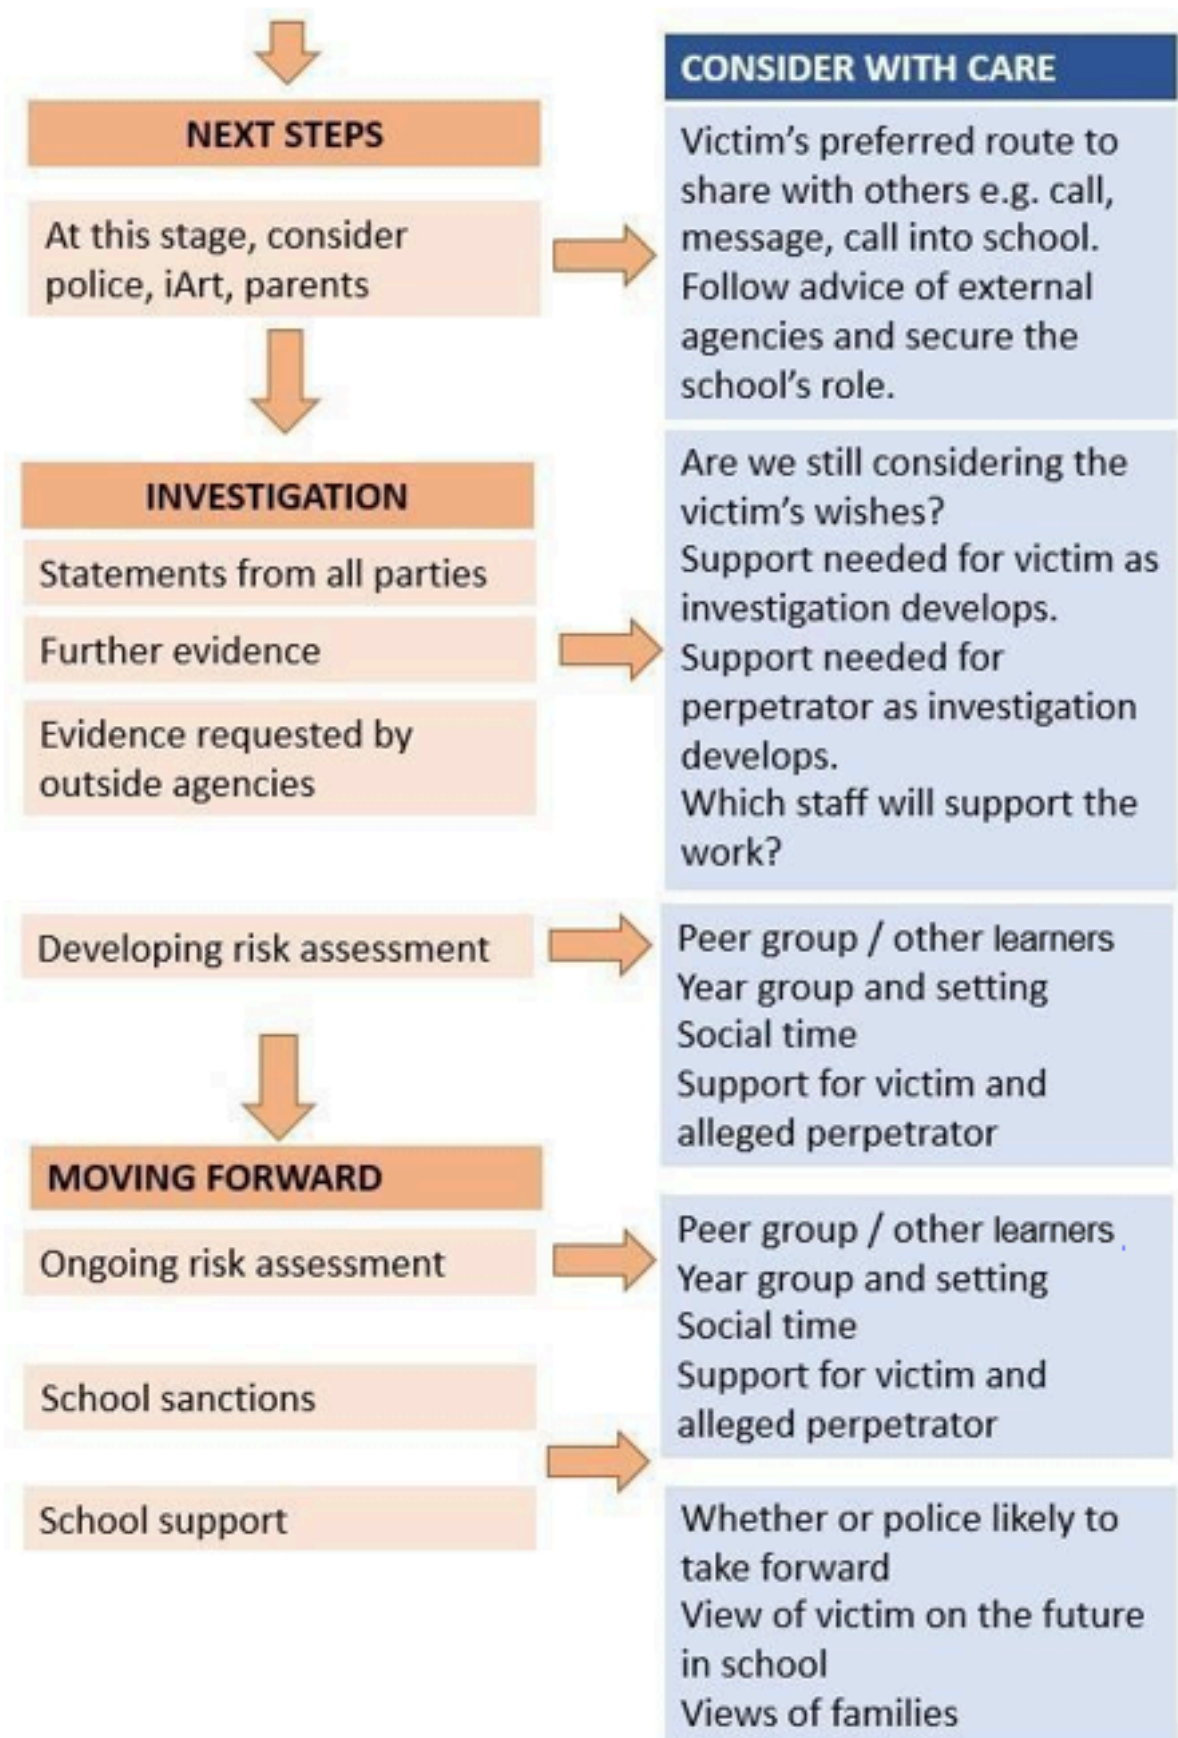 CONSIDER WITH CARE
NEXT STEPS
At this stage, consider
police, iArt, parents
Victim's preferred route to
share with others e.g. call,
message, call into school.
Follow advice of external
agencies and secure the
school's role.
INVESTIGATION
Statements from all parties
Further evidence
Evidence requested by
outside agencies
Are we still considering the
victim's wishes?
Support needed for victim as
investigation develops.
Support needed for
perpetrator as investigation
develops.
Which staff will support the
work?
Developing risk assessment
Peer group / other learners
Year group and setting
Social time
Support for victim and
alleged perpetrator
MOVING FORWARD
Ongoing risk assessment
Peer group / other learners
Year group and setting
Social time
Support for victim and
alleged perpetrator
School sanctions
School support
Whether or police likely to
take forward
View of victim on the future
in school
Views of families